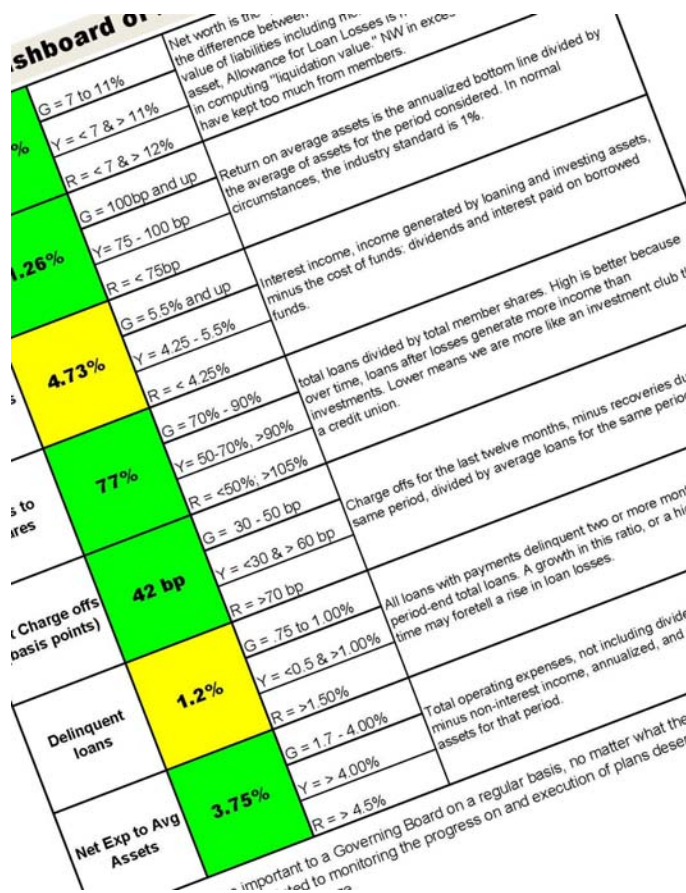 shboard of
%
G = 7 to 11%
Y = < 7 & > 11%
R = < 7 & > 12%
Net worth is the
the difference between
value of liabilities including
asset, Allowance for Loan Losses is
in computing "liquidation value." NW in exces
have kept too much from members.
1.26%
G = 100bp and up
Y= 75 - 100 bp
R = < 75bp
Return on average assets is the annualized bottom line divided by
the average of assets for the period considered. In normal
circumstances, the industry standard is 1%.
s
4.73%
G = 5.5% and up
Y = 4.25 - 5.5%
R = < 4.25%
Interest income, income generated by loaning and investing assets,
minus the cost of funds: dividends and interest paid on borrowed
funds.
s to
res
77%
G = 70% - 90%
Y= 50-70%, >90%
R = <50%; >105%
total loans divided by total member shares. High is better because
over time, loans after losses generate more income than
investments. Lower means we are more like an investment club th
a credit union.
t Charge offs
basis points)
42 bp
G = 30 - 50 bp
Y = <30 & > 60 bp
R = >70 bp
Charge offs for the last twelve months, minus recoveries du
same period, divided by average loans for the same perio
Delinquent
loans
1.2%
G = .75 to 1.00%
Y = <0.5 & >1.00%
R = >1.50%
All loans with payments delinquent two or more mont
period-end total loans. A growth in this ratio, or a hi
time may foretell a rise in loan losses.
Net Exp to Avg
Assets
3.75%
G = 1.7 - 4.00%
Y = > 4.00%
R = > 4.5%
Total operating expenses, not including divide
minus non-interest income, annualized, and
assets for that period.
important to a Governing Board on a regular basis, no matter what the
ted to monitoring the progress on and execution of plans deser